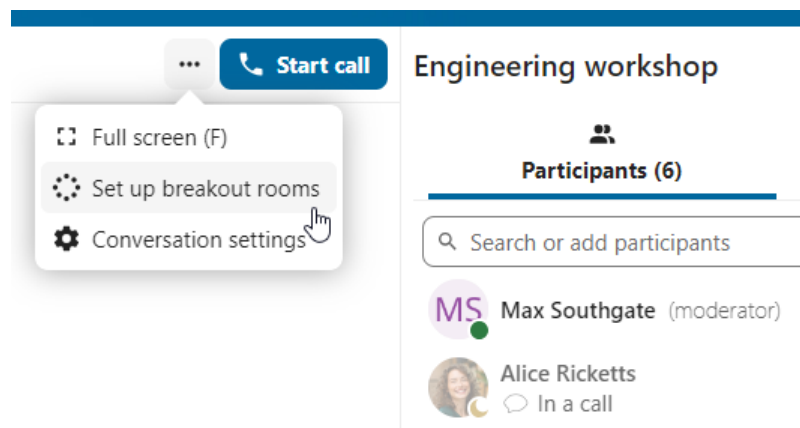 Start call
Full screen (F)
Set up breakout rooms
Conversation settings
Engineering workshop
Participants (6)
Search or add participants
MS Max Southgate (moderator)
Alice Ricketts
In a call